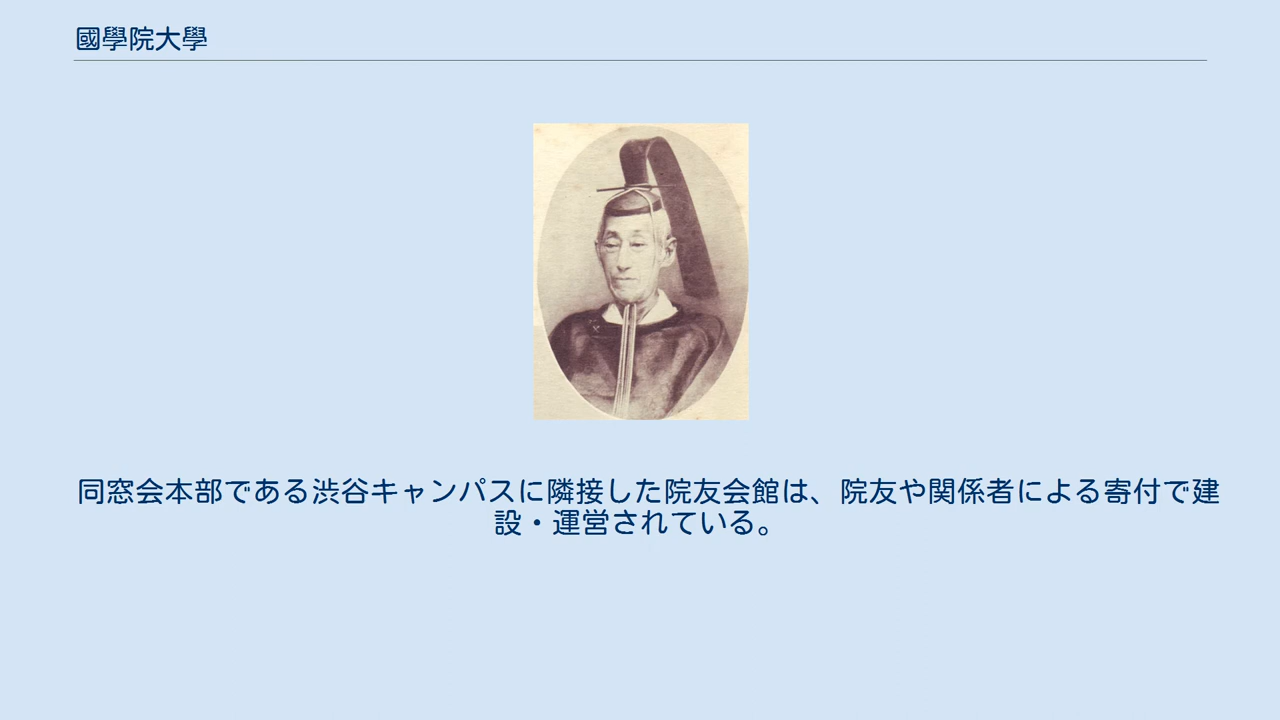 國學院大學
同窓会本部である渋谷キャンパスに隣接した院友会館は、院友や関係者による寄付で建
設・運営されている。